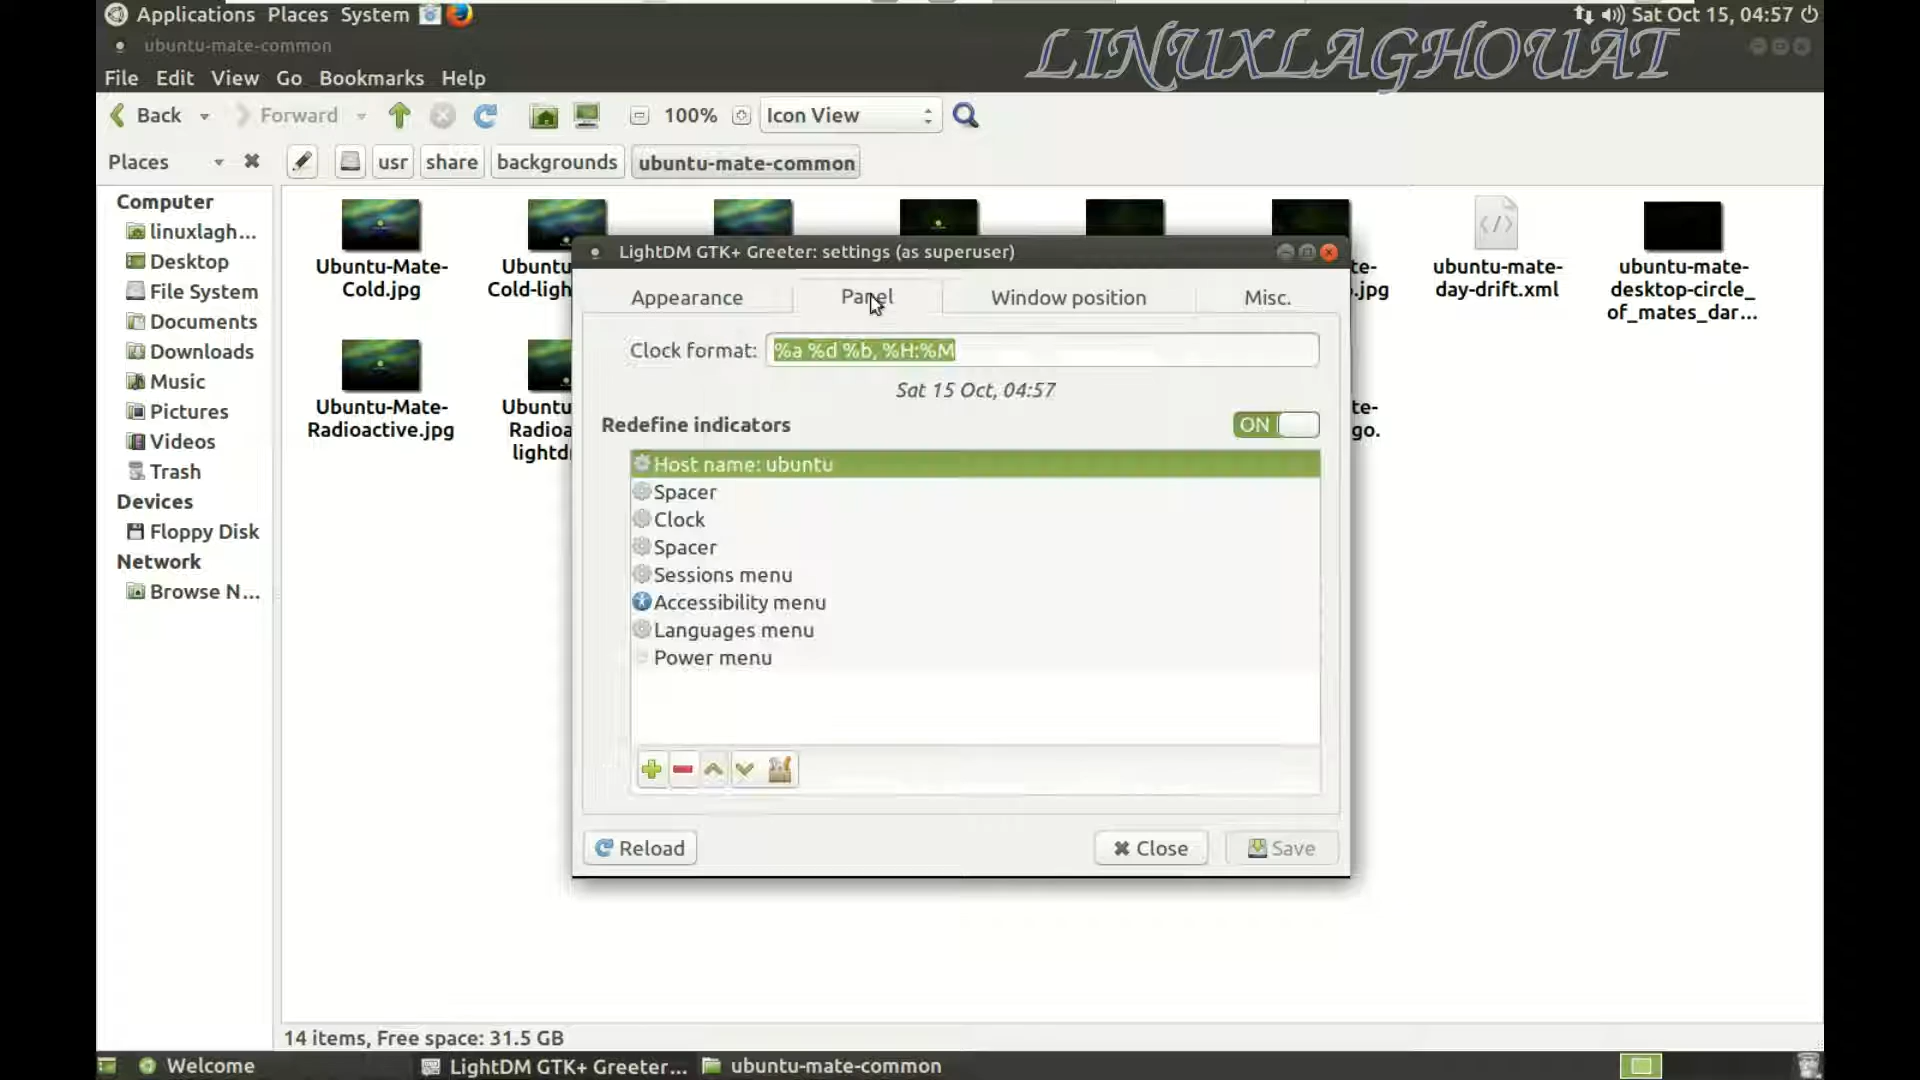 Applications Places System
Sat Oct 15, 04:57
ubuntu-mate-common
LINUXLAGHOUAT
File Edit View Go Bookmarks Help
Back Forward 100% Icon View
Places usr share backgrounds ubuntu-mate-common
Computer
linuxlagh...
Desktop
File System
Documents
Downloads
Music
Pictures
Videos
Trash
Devices
Floppy Disk
Network
Browse N...
Ubuntu-Mate-
Cold.jpg
Ubuntu
Cold-ligh
te-
.jpg
ubuntu-mate-
day-drift.xml
ubuntu-mate-
desktop-circle_
of_mates_dar...
Ubuntu-Mate-
Radioactive.jpg
Ubuntu
Radioa
lightd
te-
go.
LightDM GTK+ Greeter: settings (as superuser)
Appearance Panel Window position Misc.
Clock format: %a %d %b, %H:%M
Sat 15 Oct, 04:57
Redefine indicators ON
Host name: ubuntu
Spacer
Clock
Spacer
Sessions menu
Accessibility menu
Languages menu
Power menu
Reload Close Save
14 items, Free space: 31.5 GB
Welcome LightDM GTK+ Greeter... ubuntu-mate-common